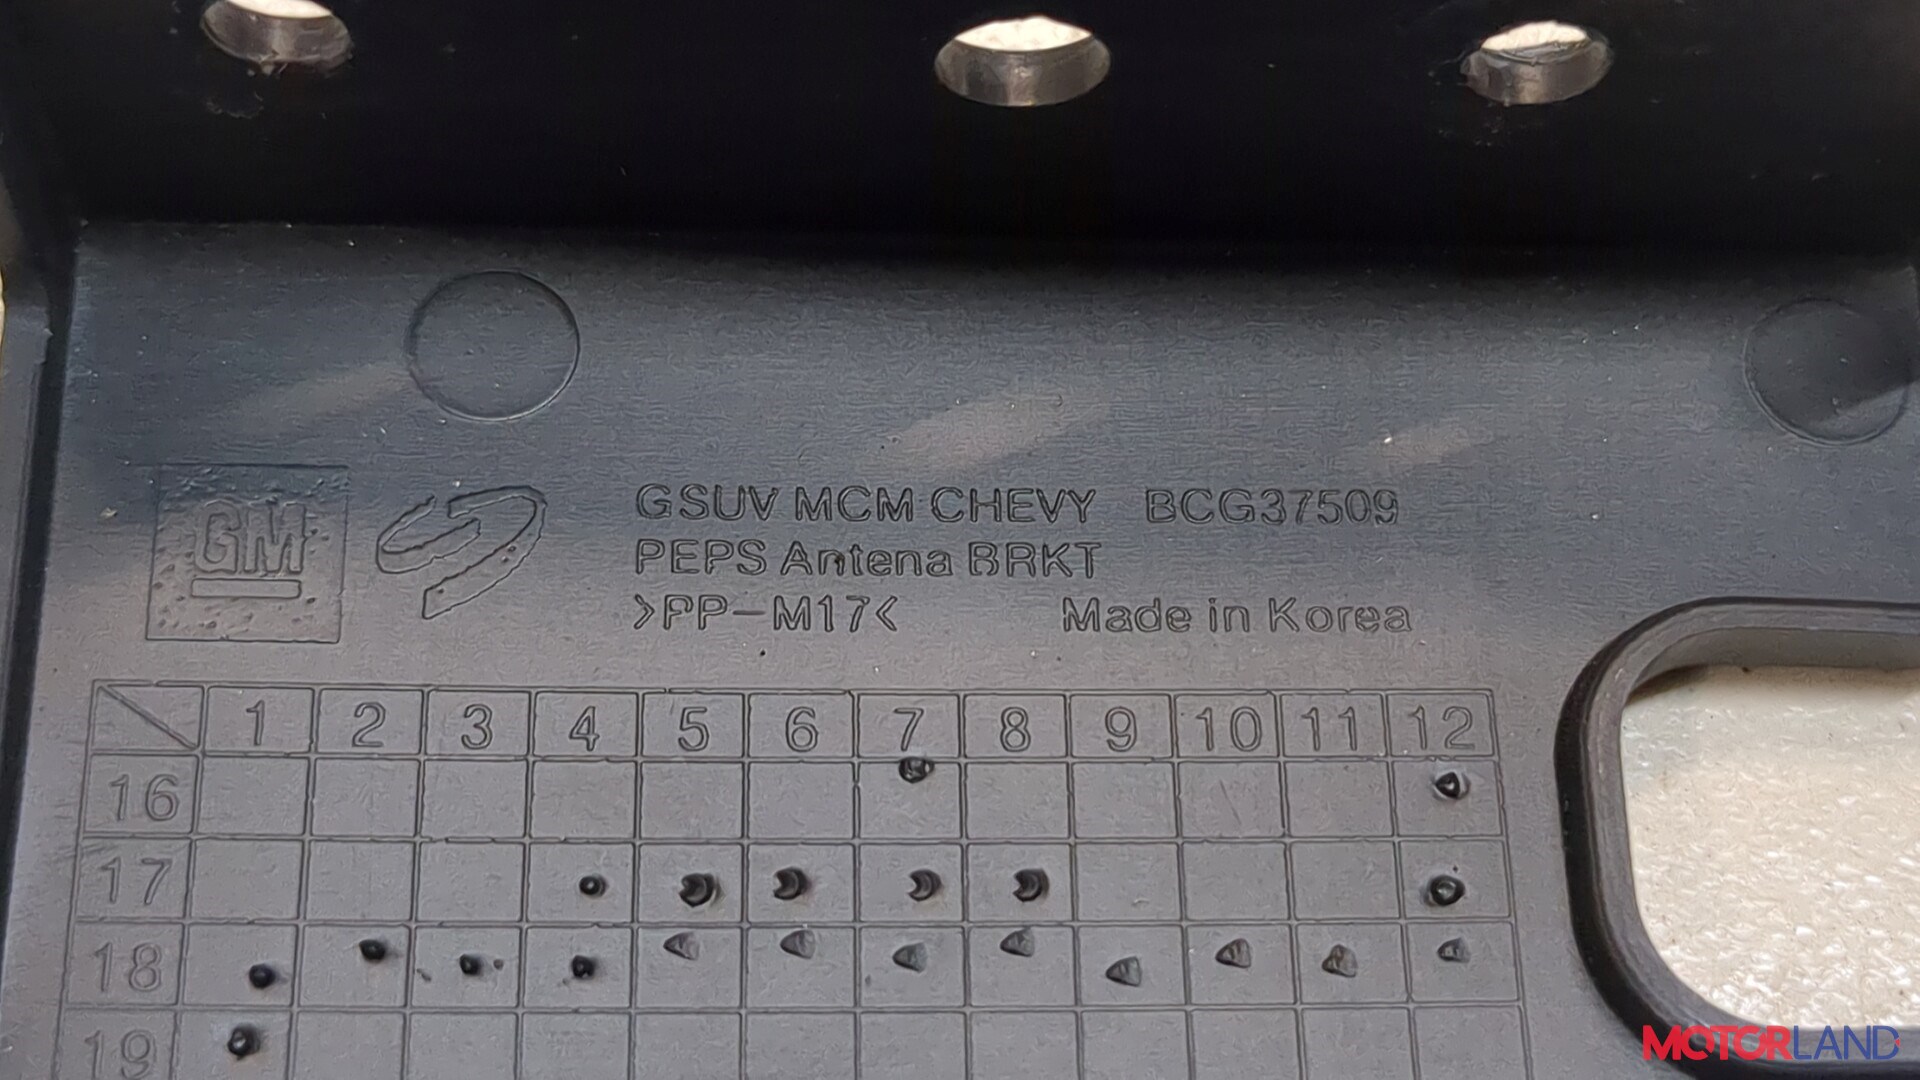 GM
GSUV MCM CHEVY BCG37509
PEPS Antena BRKT
>PP-M17<
Made in Korea
1 2 3 4 5 6 7 8 9 10 11 12
16
17
18
19
MOTORLAND